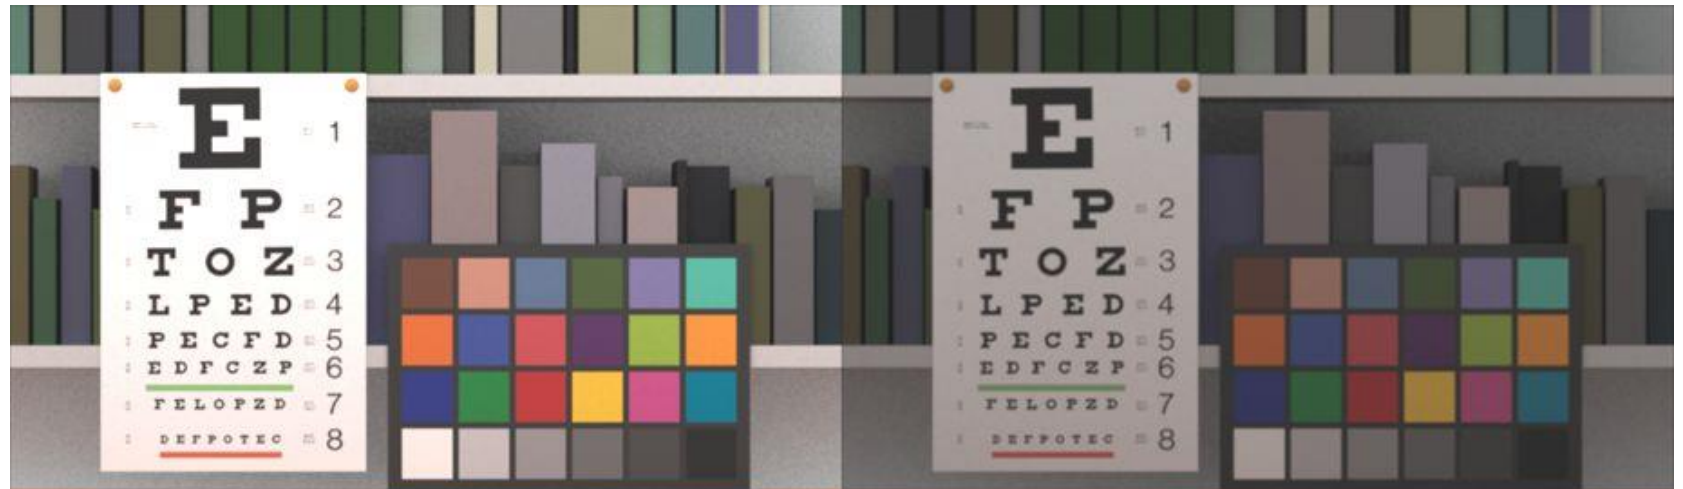 E 1
F P 2
T O Z 3
L P E D 4
P E C F D 5
E D F C Z P 6
F E L O P Z D 7
D E F P O T E C 8
E 1
F P 2
T O Z 3
L P E D 4
P E C F D 5
E D F C Z P 6
F E L O P Z D 7
D E F P O T E C 8